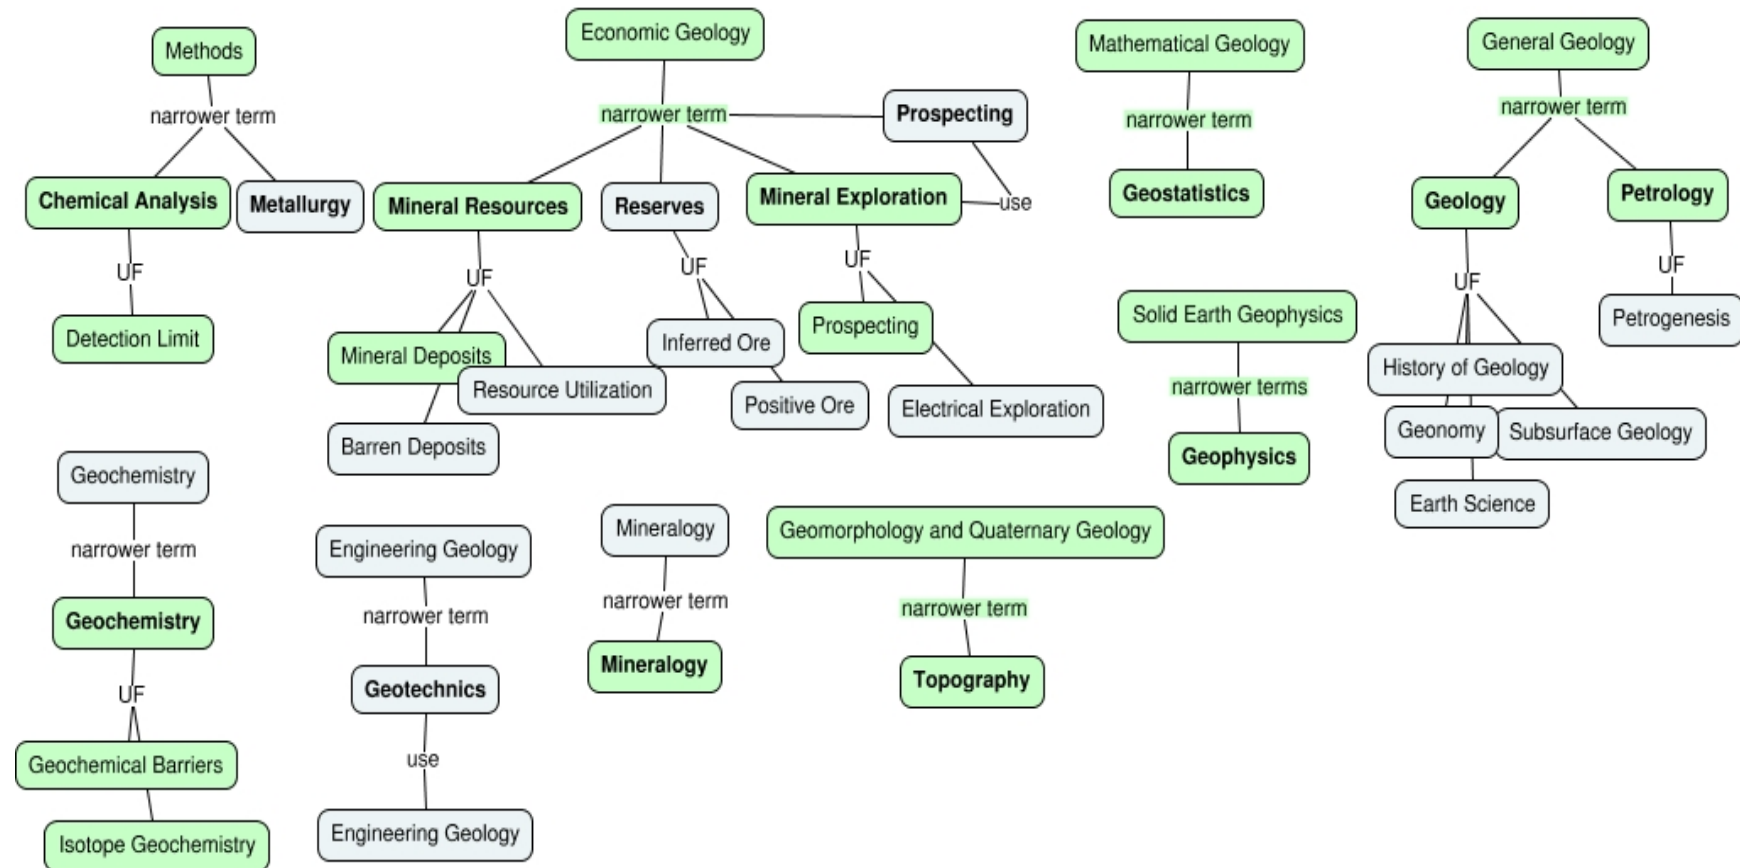 Methods
narrower term
Chemical Analysis
Metallurgy
UF
Detection Limit
Economic Geology
narrower term
Prospecting
Mineral Resources
Reserves
Mineral Exploration
use
UF
UF
UF
Mineral Deposits
Resource Utilization
Barren Deposits
Inferred Ore
Positive Ore
Prospecting
Electrical Exploration
Mathematical Geology
narrower term
Geostatistics
General Geology
narrower term
Geology
Petrology
UF
UF
Petrogenesis
History of Geology
Geonomy
Subsurface Geology
Earth Science
Solid Earth Geophysics
narrower terms
Geophysics
Geochemistry
narrower term
Geochemistry
UF
Geochemical Barriers
Isotope Geochemistry
Engineering Geology
narrower term
Geotechnics
use
Engineering Geology
Mineralogy
narrower term
Mineralogy
Geomorphology and Quaternary Geology
narrower term
Topography